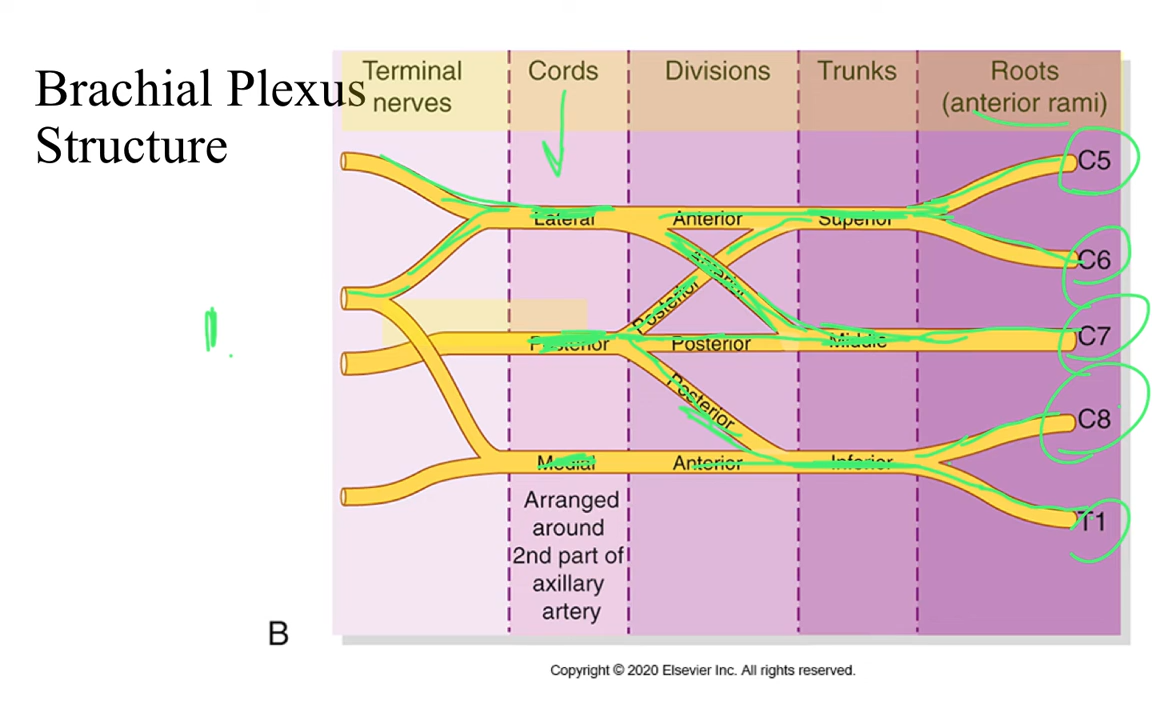 Brachial Plexus
Structure
Terminal
nerves
Cords
Divisions
Trunks
Roots
(anterior rami)
C5
Lateral
Anterior
Superior
C6
Anterior
Posterior
Posterior
Posterior
Middle
C7
Posterior
C8
Medial
Anterior
Inferior
T1
Arranged
around
2nd part of
axillary
artery
B
Copyright © 2020 Elsevier Inc. All rights reserved.